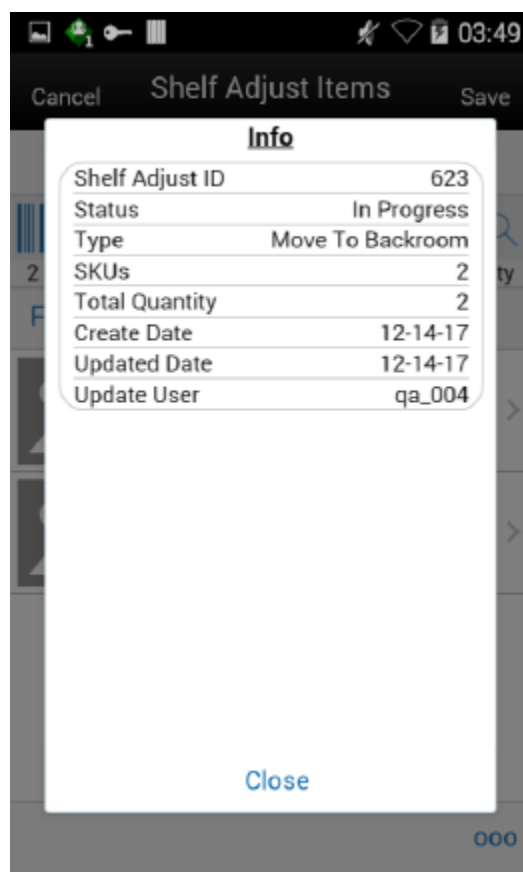 03:49
Cancel Shelf Adjust Items Save
Info
Shelf Adjust ID 623
Status In Progress
Type Move To Backroom
SKUs 2
2 ty
Total Quantity 2
F
Create Date 12-14-17
Updated Date 12-14-17
Update User qa_004
Close